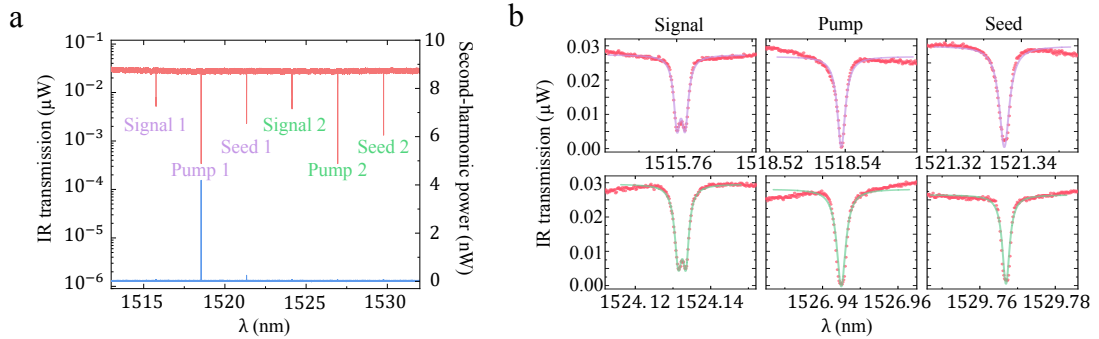 a
b
Signal
Pump
Seed
10⁻¹
10⁻²
10⁻³
10⁻⁴
10⁻⁵
10⁻⁶
IR transmission (μW)
10
8
6
4
2
0
Second-harmonic power (nW)
Signal 1
Signal 2
Seed 1
Seed 2
Pump 1
Pump 2
1515
1520
1525
1530
λ (nm)
0.03
0.02
0.01
0.00
1515.76
1518.52
1518.54
1521.32
1521.34
0.03
0.02
0.01
0.00
IR transmission (μW)
1524.12
1524.14
1526.94
1526.96
1529.76
1529.78
λ (nm)